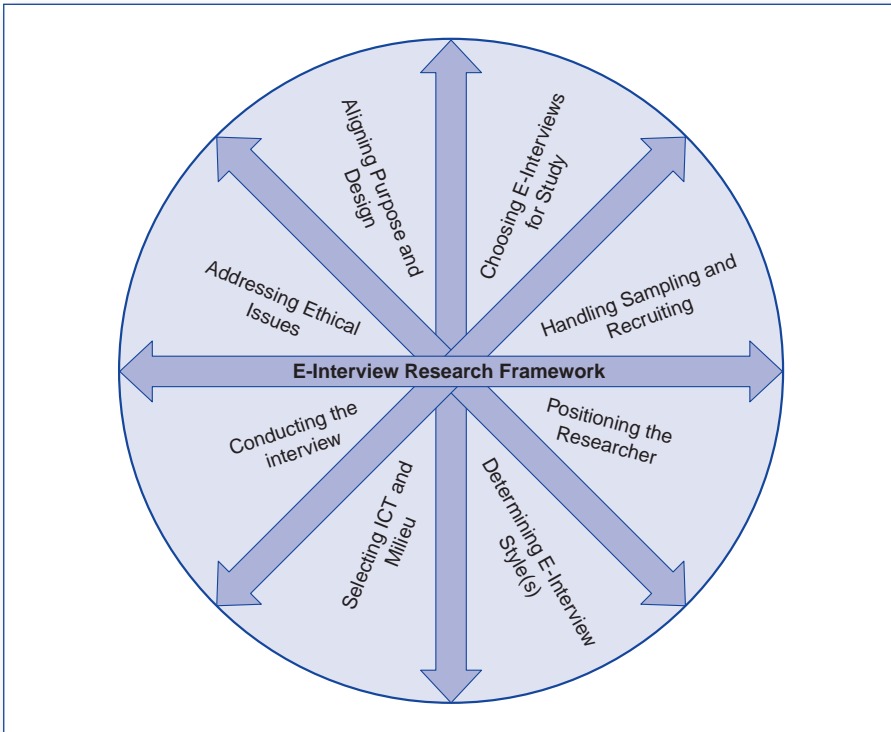 Aligning Purpose and
Design
Choosing E-Interviews
for Study
Addressing Ethical
Issues
Handling Sampling and
Recruiting
E-Interview Research Framework
Conducting the
interview
Positioning the
Researcher
Selecting ICT and
Milieu
Determining E-Interview
Style(s)